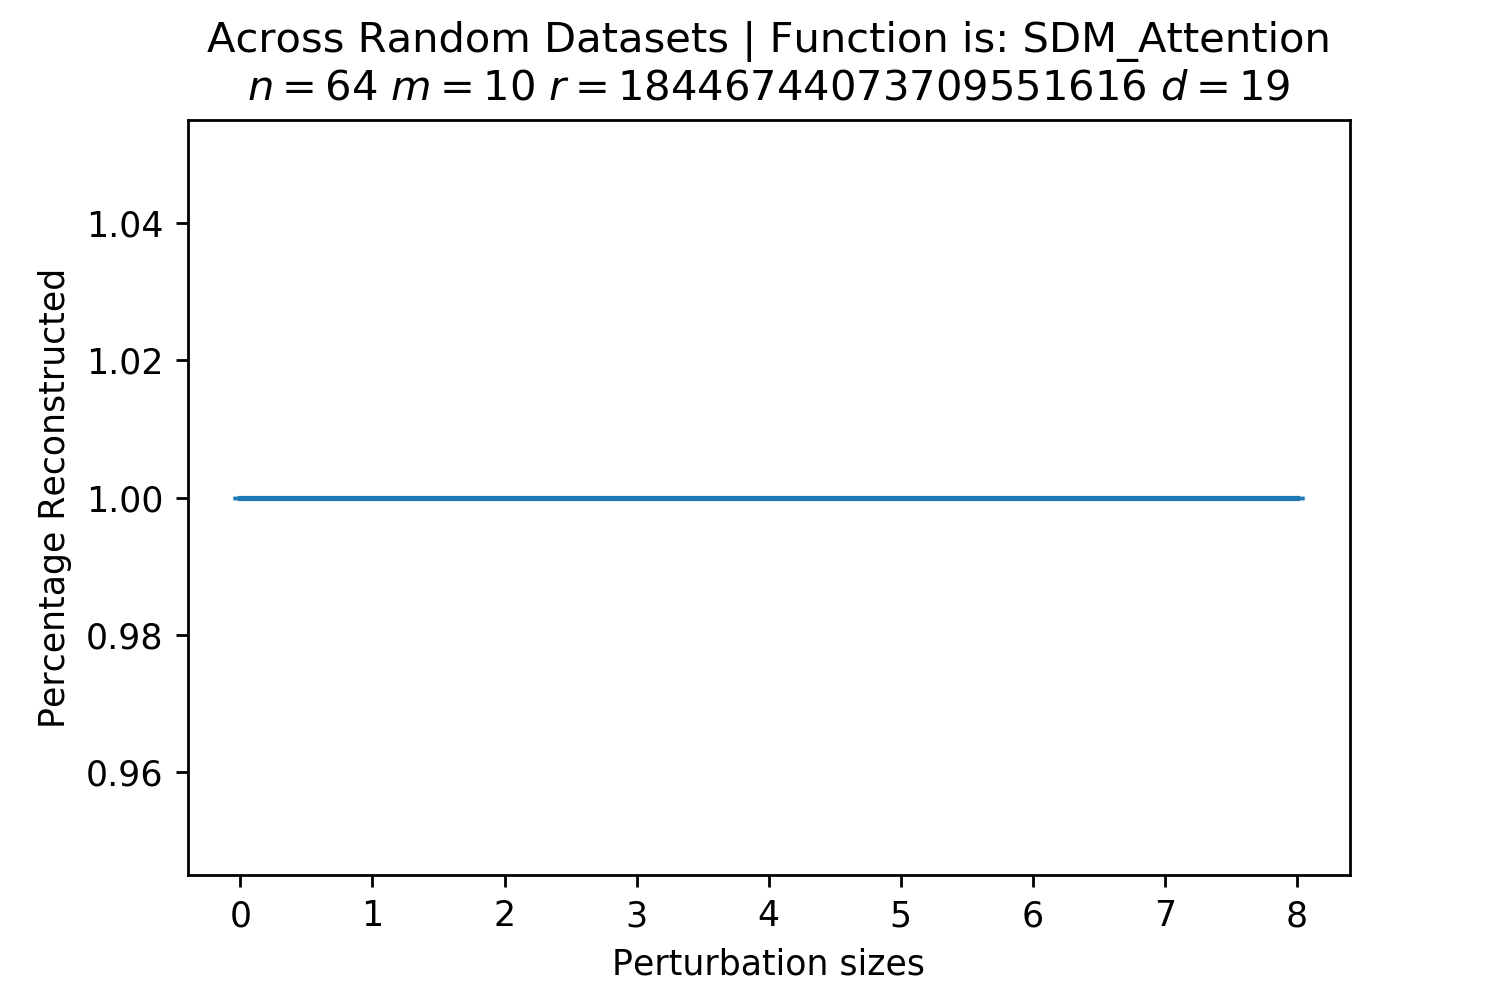 Across Random Datasets | Function is: SDM_Attention
n = 64 m = 10 r = 18446744073709551616 d = 19
Percentage Reconstructed
1.04
1.02
1.00
0.98
0.96
0 1 2 3 4 5 6 7 8
Perturbation sizes